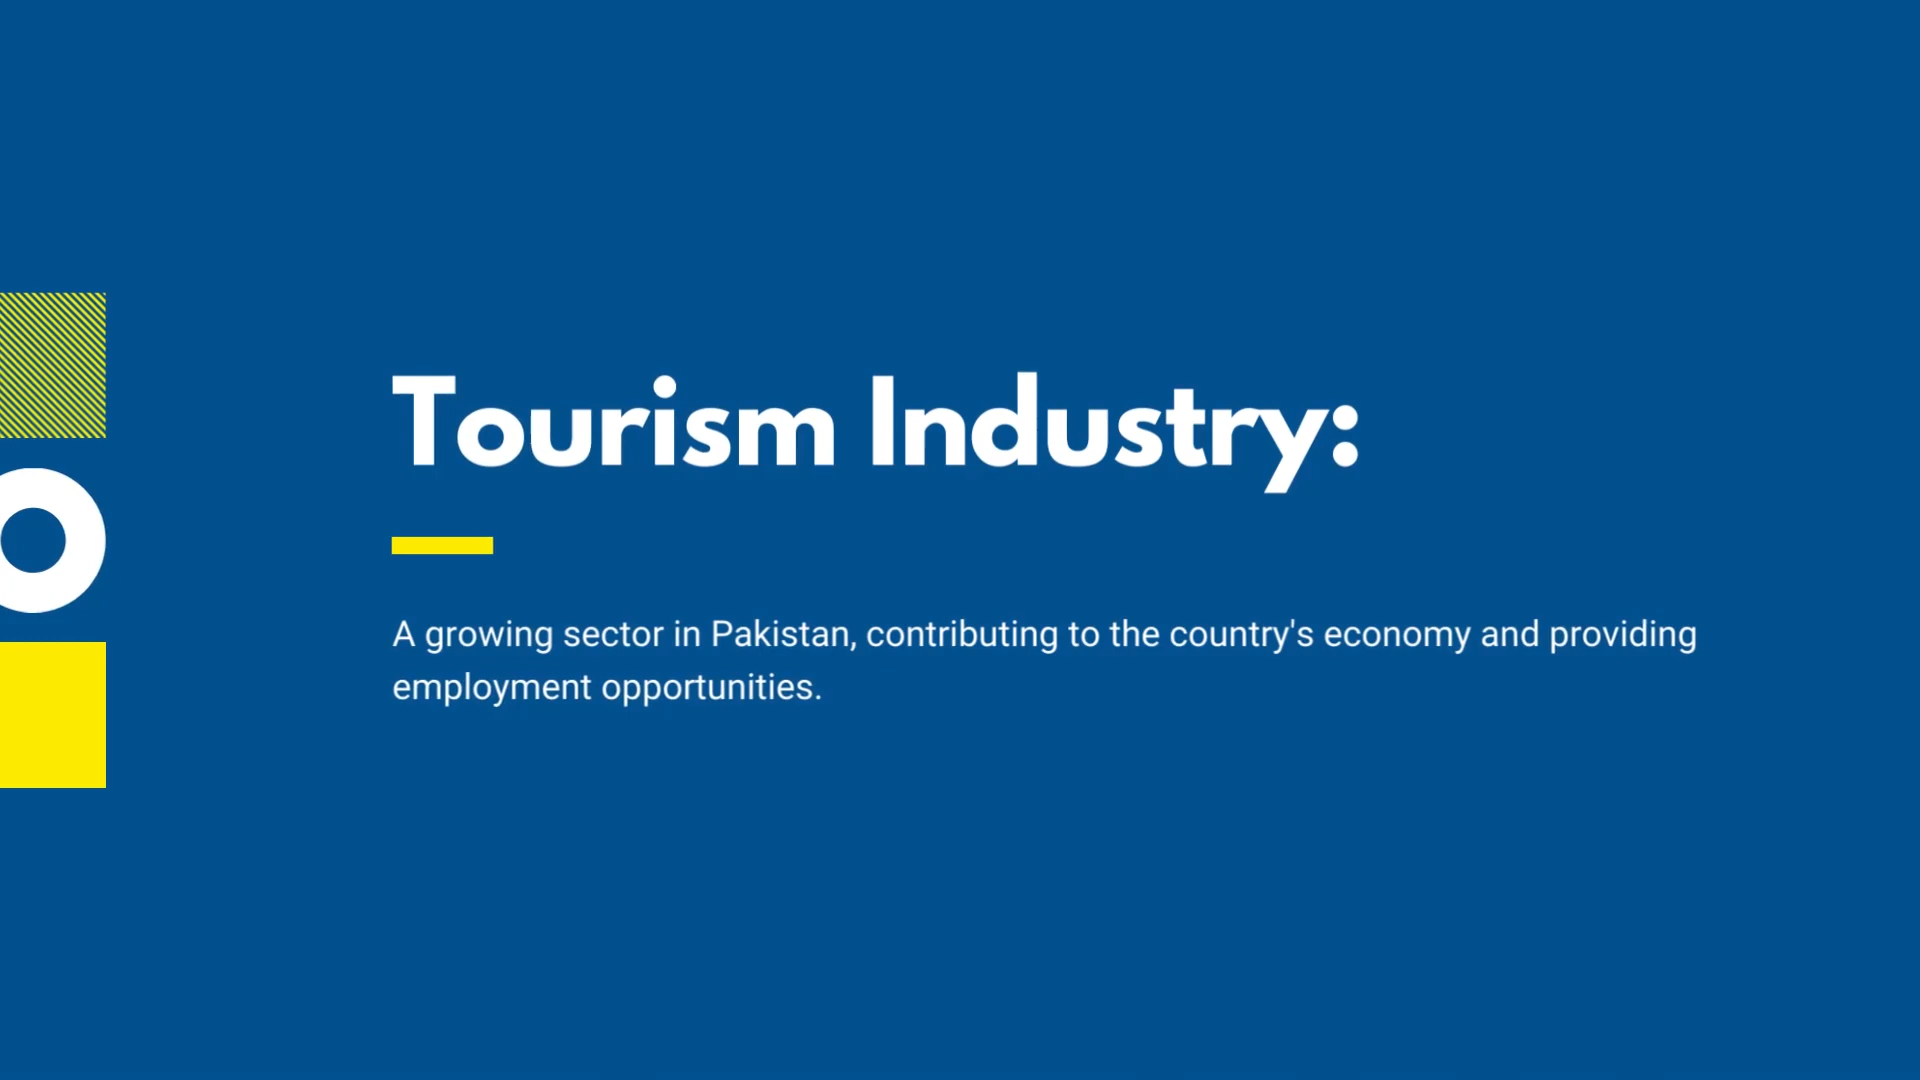 Tourism Industry:
A growing sector in Pakistan, contributing to the country's economy and providing
employment opportunities.